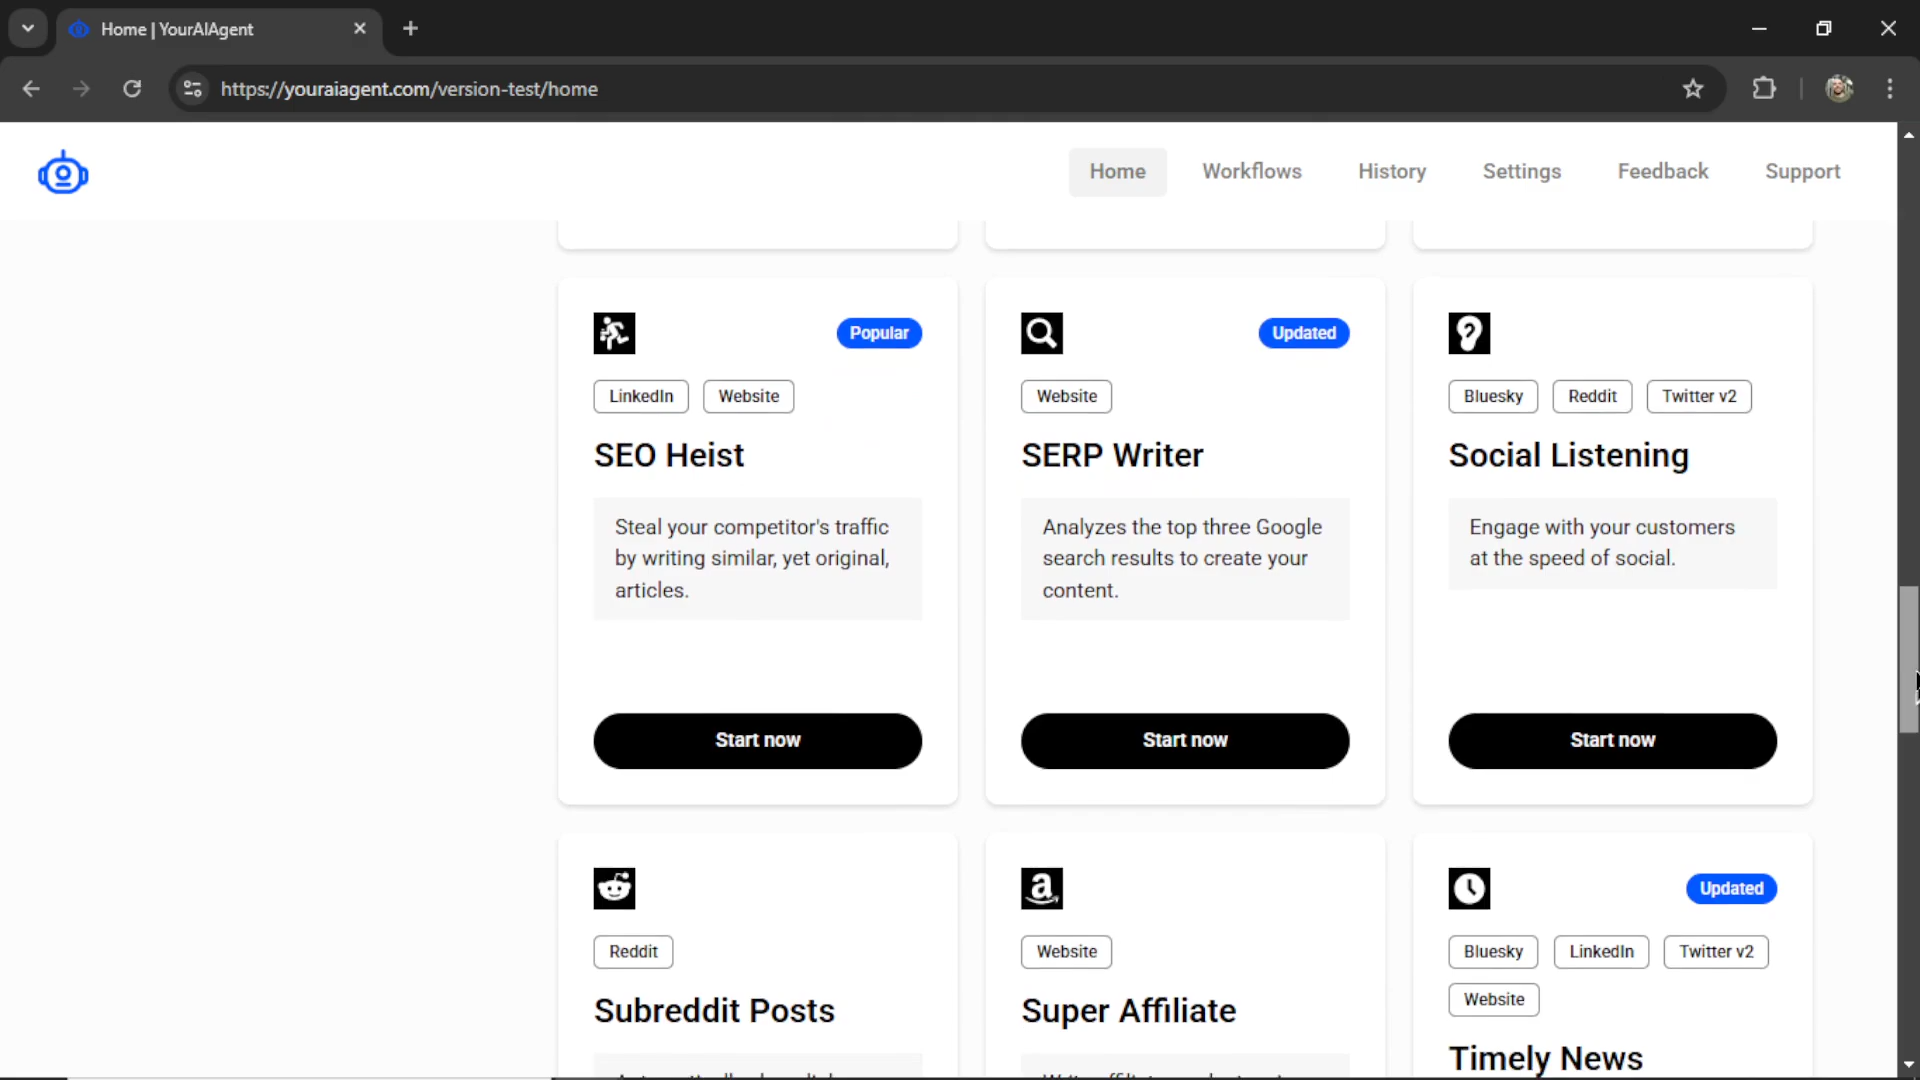 Home | YourAIAgent
https://youraiagent.com/version-test/home
Home
Workflows
History
Settings
Feedback
Support
Popular
LinkedIn
Website
SEO Heist
Steal your competitor's traffic
by writing similar, yet original,
articles.
Start now
Updated
Website
SERP Writer
Analyzes the top three Google
search results to create your
content.
Start now
Bluesky
Reddit
Twitter v2
Social Listening
Engage with your customers
at the speed of social.
Start now
Reddit
Subreddit Posts
Website
Super Affiliate
Updated
Bluesky
LinkedIn
Twitter v2
Website
Timely News